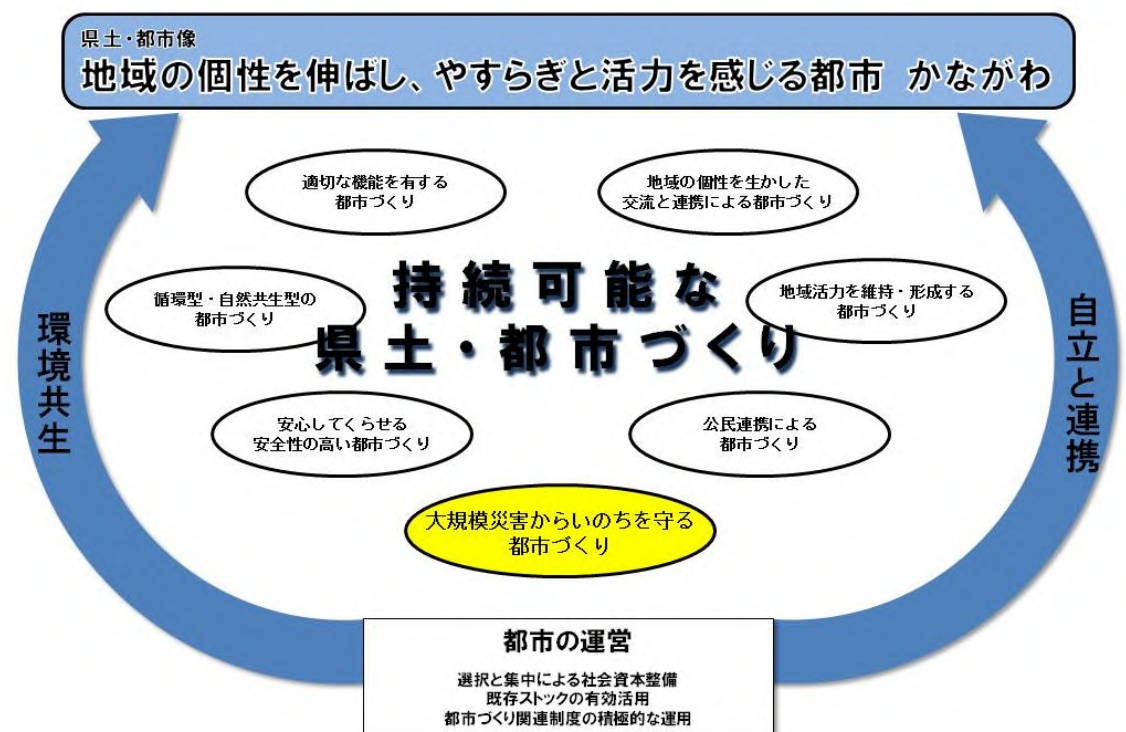 県土・都市像
地域の個性を伸ばし、やすらぎと活力を感じる都市 かながわ
適切な機能を有する
都市づくり
地域の個性を生かした
交流と連携による都市づくり
持続可能な
県土・都市づくり
循環型・自然共生型の
都市づくり
地域活力を維持・形成する
都市づくり
環境共生
自立と連携
安心してくらせる
安全性の高い都市づくり
公民連携による
都市づくり
大規模災害からいのちを守る
都市づくり
都市の運営
選択と集中による社会資本整備
既存ストックの有効活用
都市づくり関連制度の積極的な運用